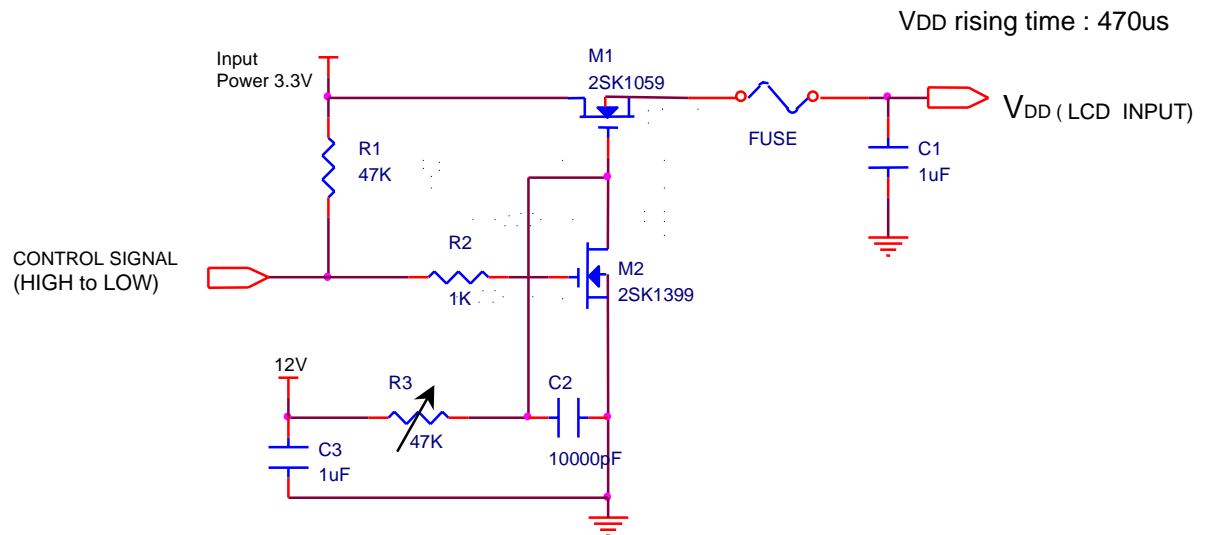 VDD rising time : 470us
Input
Power 3.3V
M1
2SK1059
FUSE
VDD ( LCD INPUT)
R1
47K
C1
1uF
CONTROL SIGNAL
(HIGH to LOW)
R2
1K
M2
2SK1399
12V
R3
47K
C2
10000pF
C3
1uF